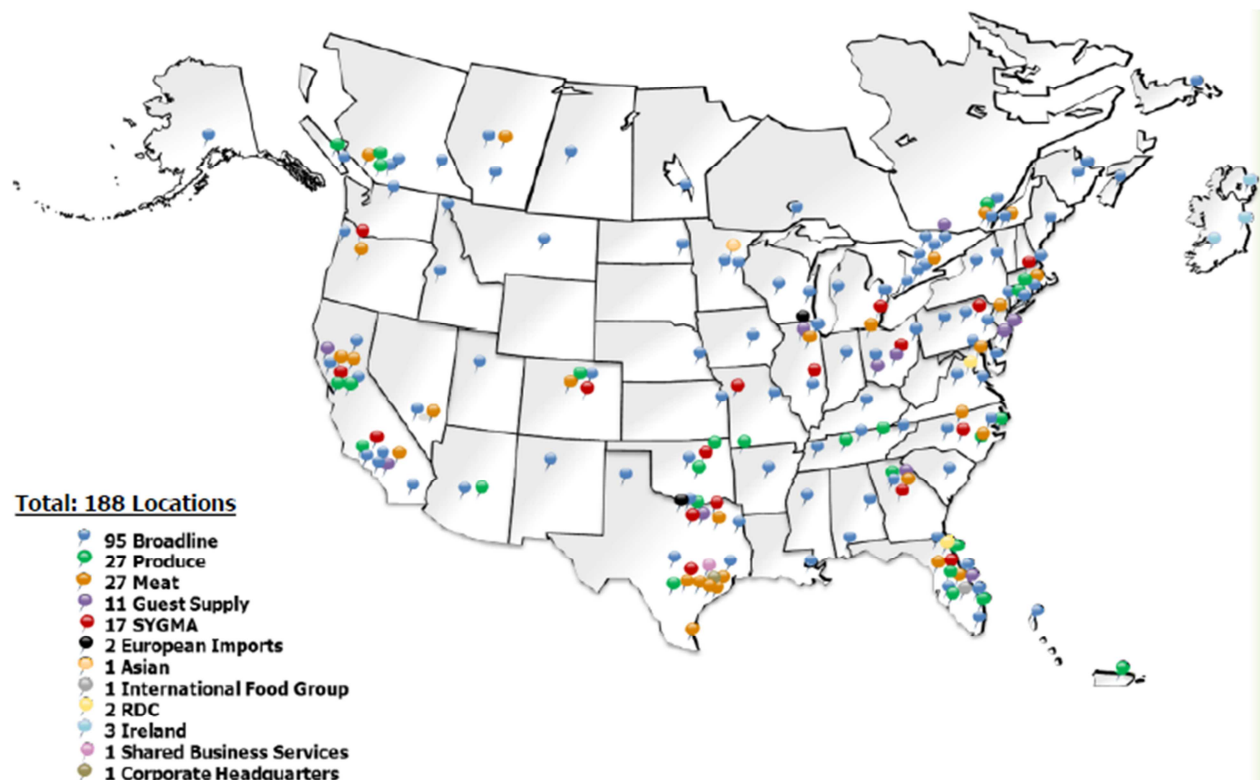 Total: 188 Locations
95 Broadline
27 Produce
27 Meat
11 Guest Supply
17 SYGMA
2 European Imports
1 Asian
1 International Food Group
2 RDC
3 Ireland
1 Shared Business Services
1 Corporate Headquarters